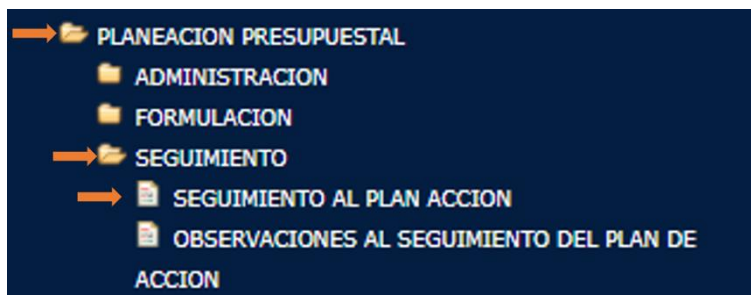 PLANEACION PRESUPUESTAL
ADMINISTRACION
FORMULACION
SEGUIMIENTO
SEGUIMIENTO AL PLAN ACCION
OBSERVACIONES AL SEGUIMIENTO DEL PLAN DE
ACCION